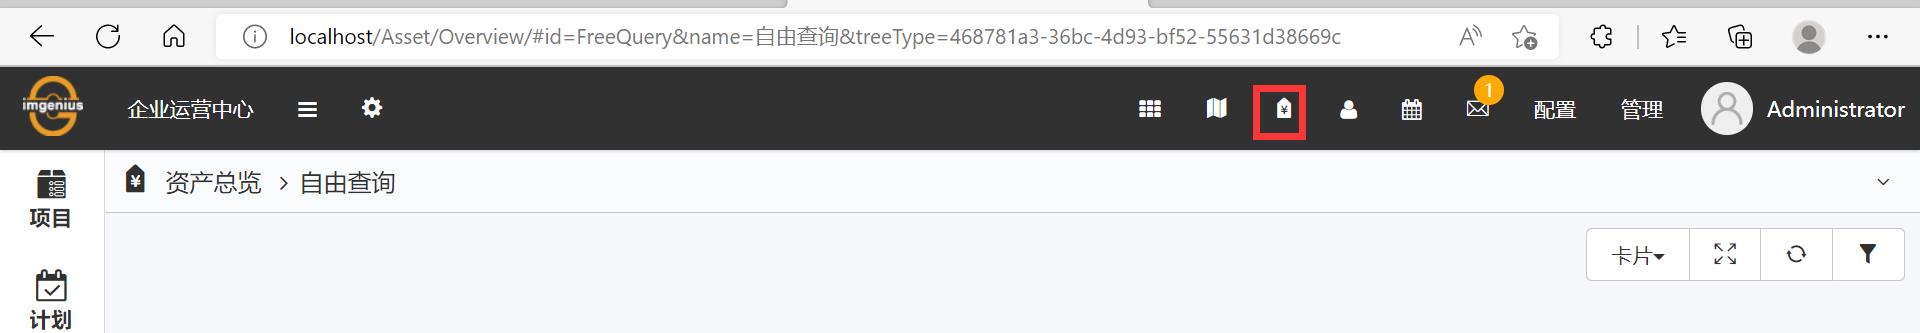 localhost/Asset/Overview/#id=FreeQuery&name=自由查询&treeType=468781a3-36bc-4d93-bf52-55631d38669c
imgenius 企业运营中心 1 配置 管理 Administrator
资产总览 > 自由查询
项目
卡片
计划